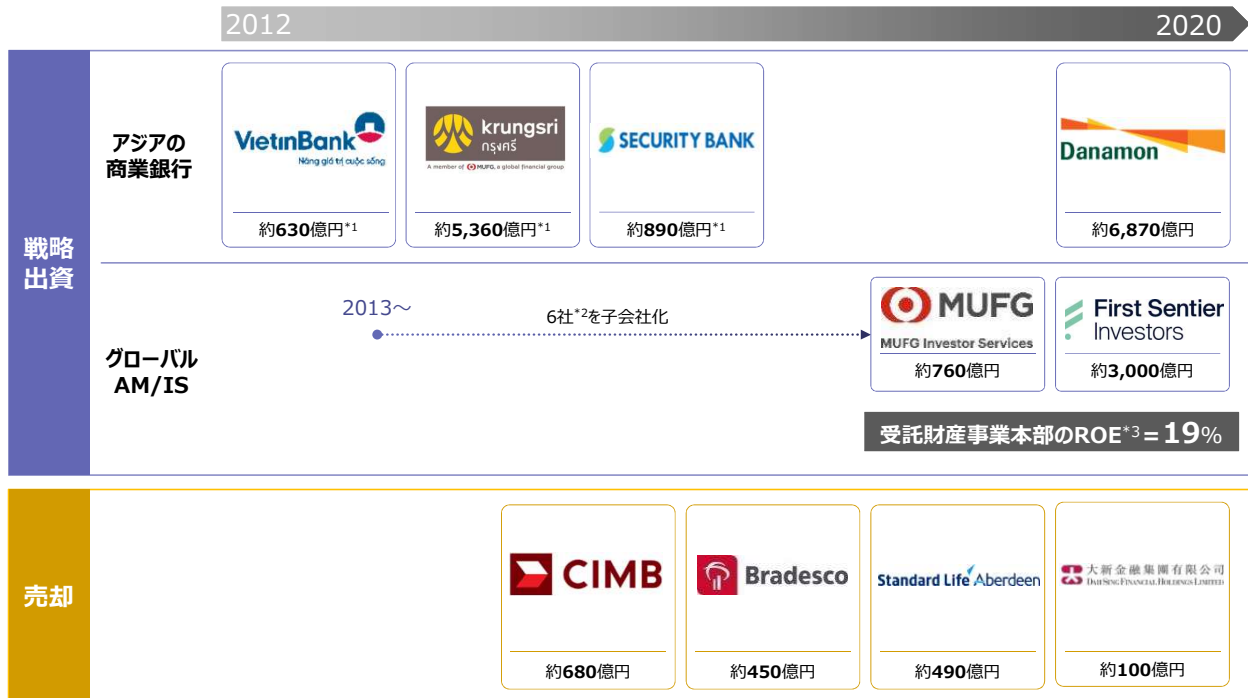 2012
2020
戦略
出資
アジアの
商業銀行
VietinBank
Nâng giá trị cuộc sống
krungsri
กรุงศรี
A member of MUFG, a global financial group
SECURITY BANK
Danamon
約630億円*1
約5,360億円*1
約890億円*1
約6,870億円
グローバル
AM/IS
2013～
6社*2を子会社化
MUFG
MUFG Investor Services
約760億円
First Sentier
Investors
約3,000億円
受託財産事業本部のROE*3=19%
売却
CIMB
Bradesco
Standard Life Aberdeen
大新金融集團有限公司
DAH SING FINANCIAL HOLDINGS LIMITED
約680億円
約450億円
約490億円
約100億円